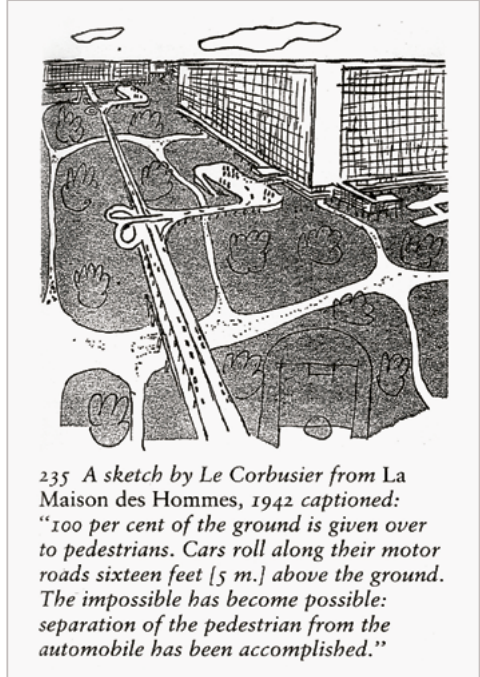 235 A sketch by Le Corbusier from La
Maison des Hommes, 1942 captioned:
“100 per cent of the ground is given over
to pedestrians. Cars roll along their motor
roads sixteen feet [5 m.] above the ground.
The impossible has become possible:
separation of the pedestrian from the
automobile has been accomplished.”